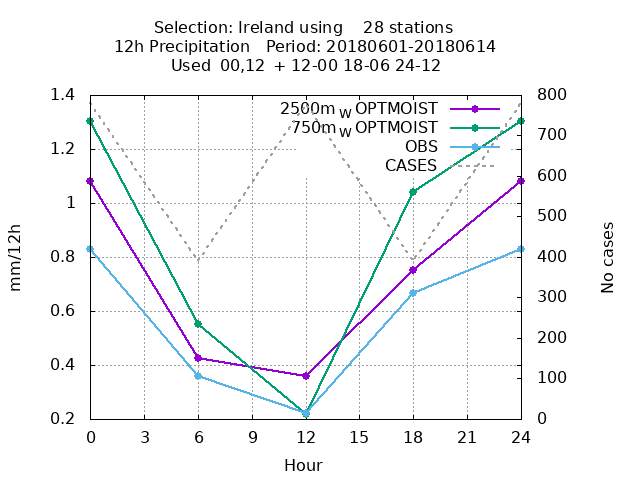 Selection: Ireland using    28 stations
12h Precipitation   Period: 20180601-20180614
Used  00,12  + 12-00 18-06 24-12
2500m_W OPTMOIST
750m_W OPTMOIST
OBS
CASES
mm/12h
1.4
1.2
1
0.8
0.6
0.4
0.2
800
700
600
500
400
300
200
100
0
No cases
0 3 6 9 12 15 18 21 24
Hour